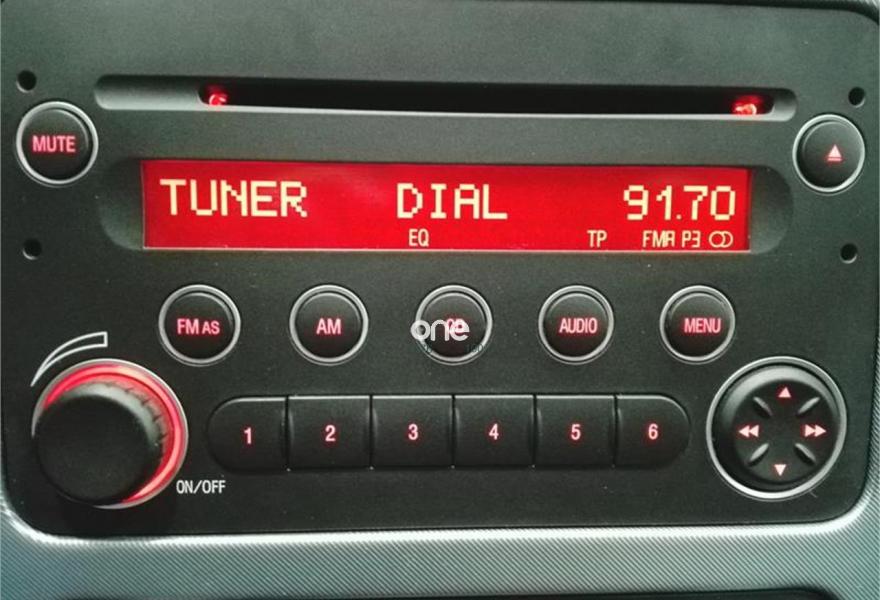 MUTE
TUNER DIAL 91.70
EQ TP FMA P3
FM AS AM CD AUDIO MENU
one
1 2 3 4 5 6
ON/OFF